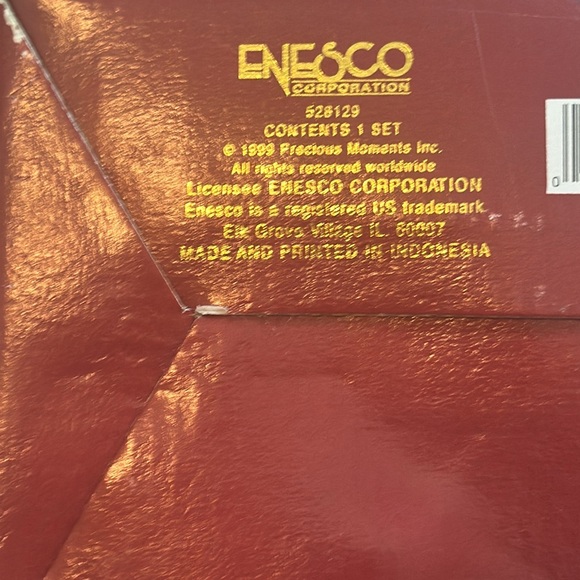 ENESCO
CORPORATION
528129
CONTENTS 1 SET
© 1999 Precious Moments Inc.
All rights reserved worldwide
Licensee ENESCO CORPORATION
Enesco is a registered US trademark.
Elk Grove Village IL. 60007
MADE AND PRINTED IN INDONESIA
0